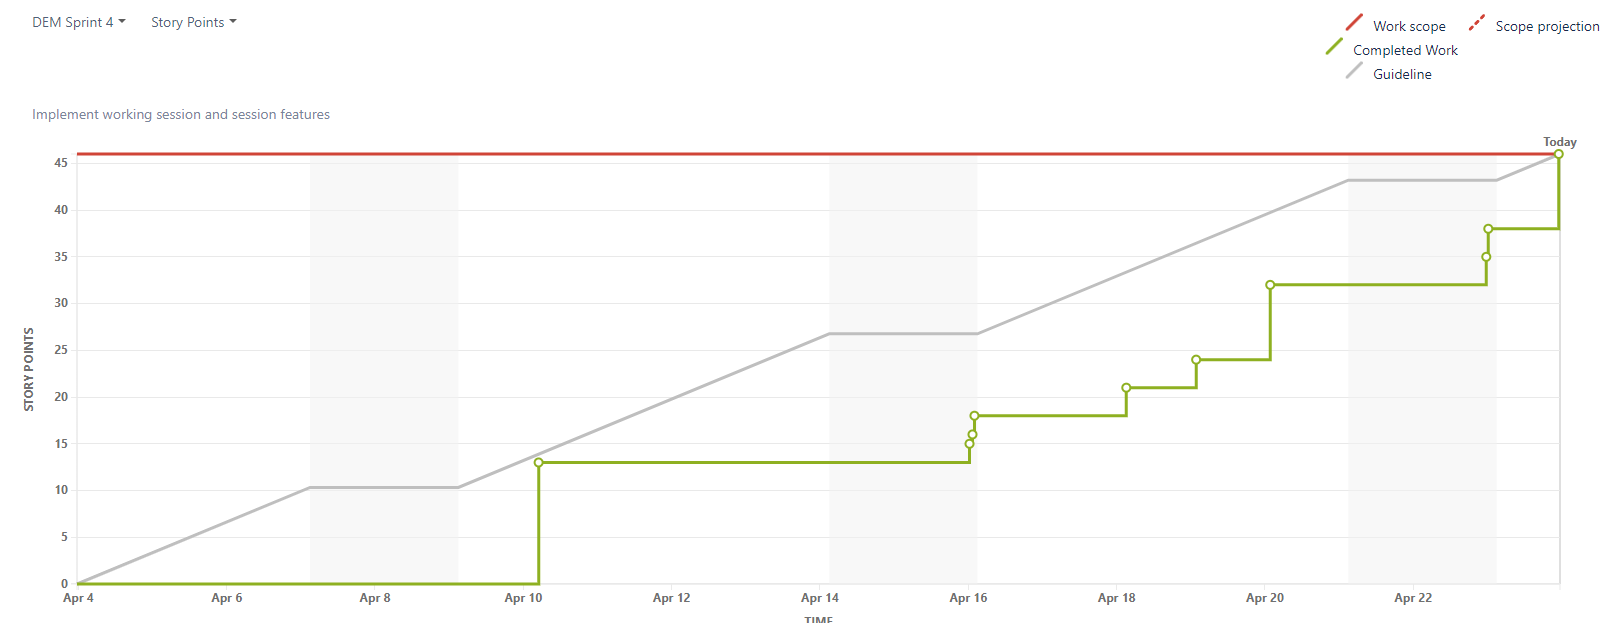 DEM Sprint 4 Story Points
Work scope Scope projection
Completed Work
Guideline
Implement working session and session features
Today
45
40
35
30
25
20
15
10
5
0
STORY POINTS
Apr 4 Apr 6 Apr 8 Apr 10 Apr 12 Apr 14 Apr 16 Apr 18 Apr 20 Apr 22
TIME